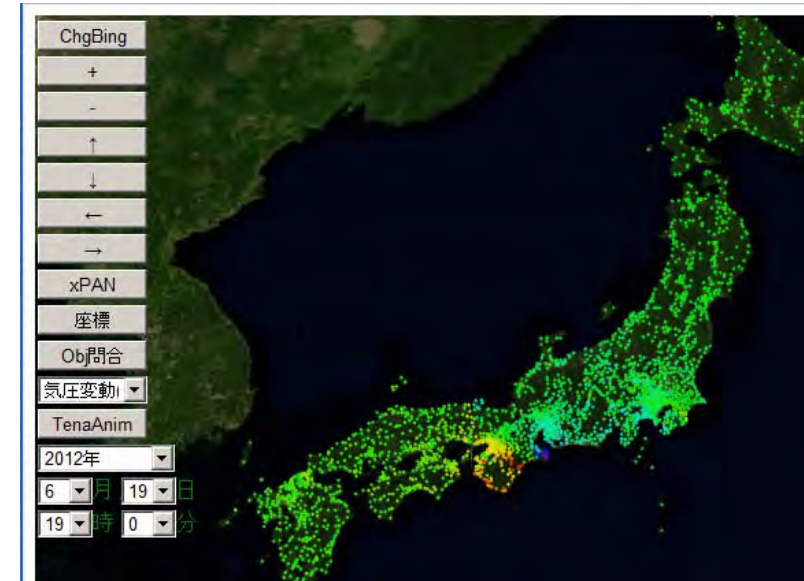 ChgBing
+
-
↑
↓
←
→
xPAN
座標
Obj問合
気圧変動(
TenaAnim
2012年
6 月 19 日
19 時 0 分